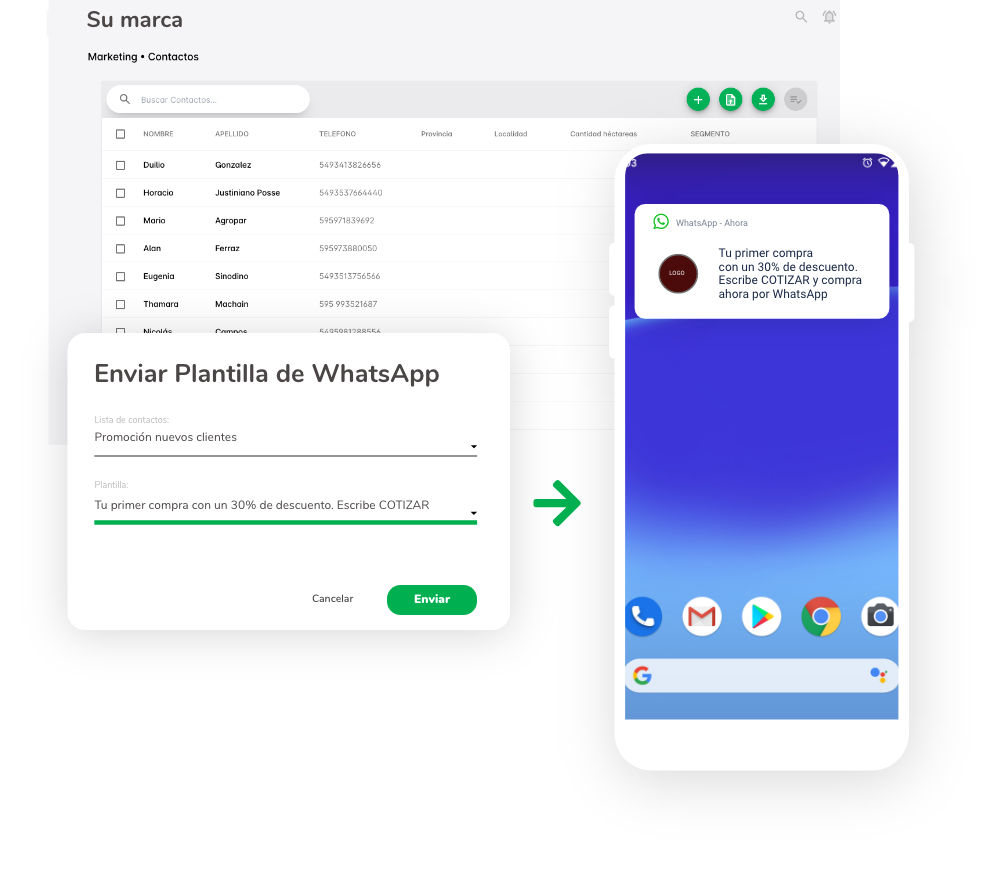 Su marca
Marketing • Contactos
Buscar Contactos...
NOMBRE APELLIDO TELEFONO Provincia Localidad Cantidad héctareas SEGMENTO
Duilio Gonzalez 5493413826656
Horacio Justiniano Posse 5493537664440
Mario Agropar 595971839692
Alan Ferraz 595973880050
Eugenia Sinodino 5493513756566
Thamara Machain 595 993521687
Nicolás Campos 5495981288556
Enviar Plantilla de WhatsApp
Lista de contactos:
Promoción nuevos clientes
Plantilla:
Tu primer compra con un 30% de descuento. Escribe COTIZAR
Cancelar Enviar
WhatsApp - Ahora
LOGO
Tu primer compra
con un 30% de descuento.
Escribe COTIZAR y compra
ahora por WhatsApp